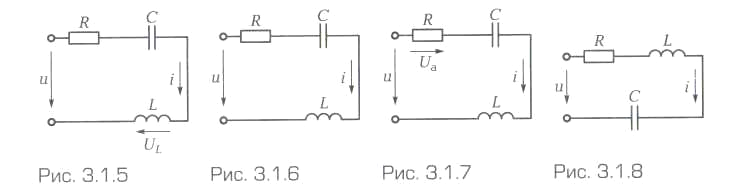 R C u i L U_L
Рис. 3.1.5
R C u i L
Рис. 3.1.6
R C U_a u i L
Рис. 3.1.7
R L u i C
Рис. 3.1.8